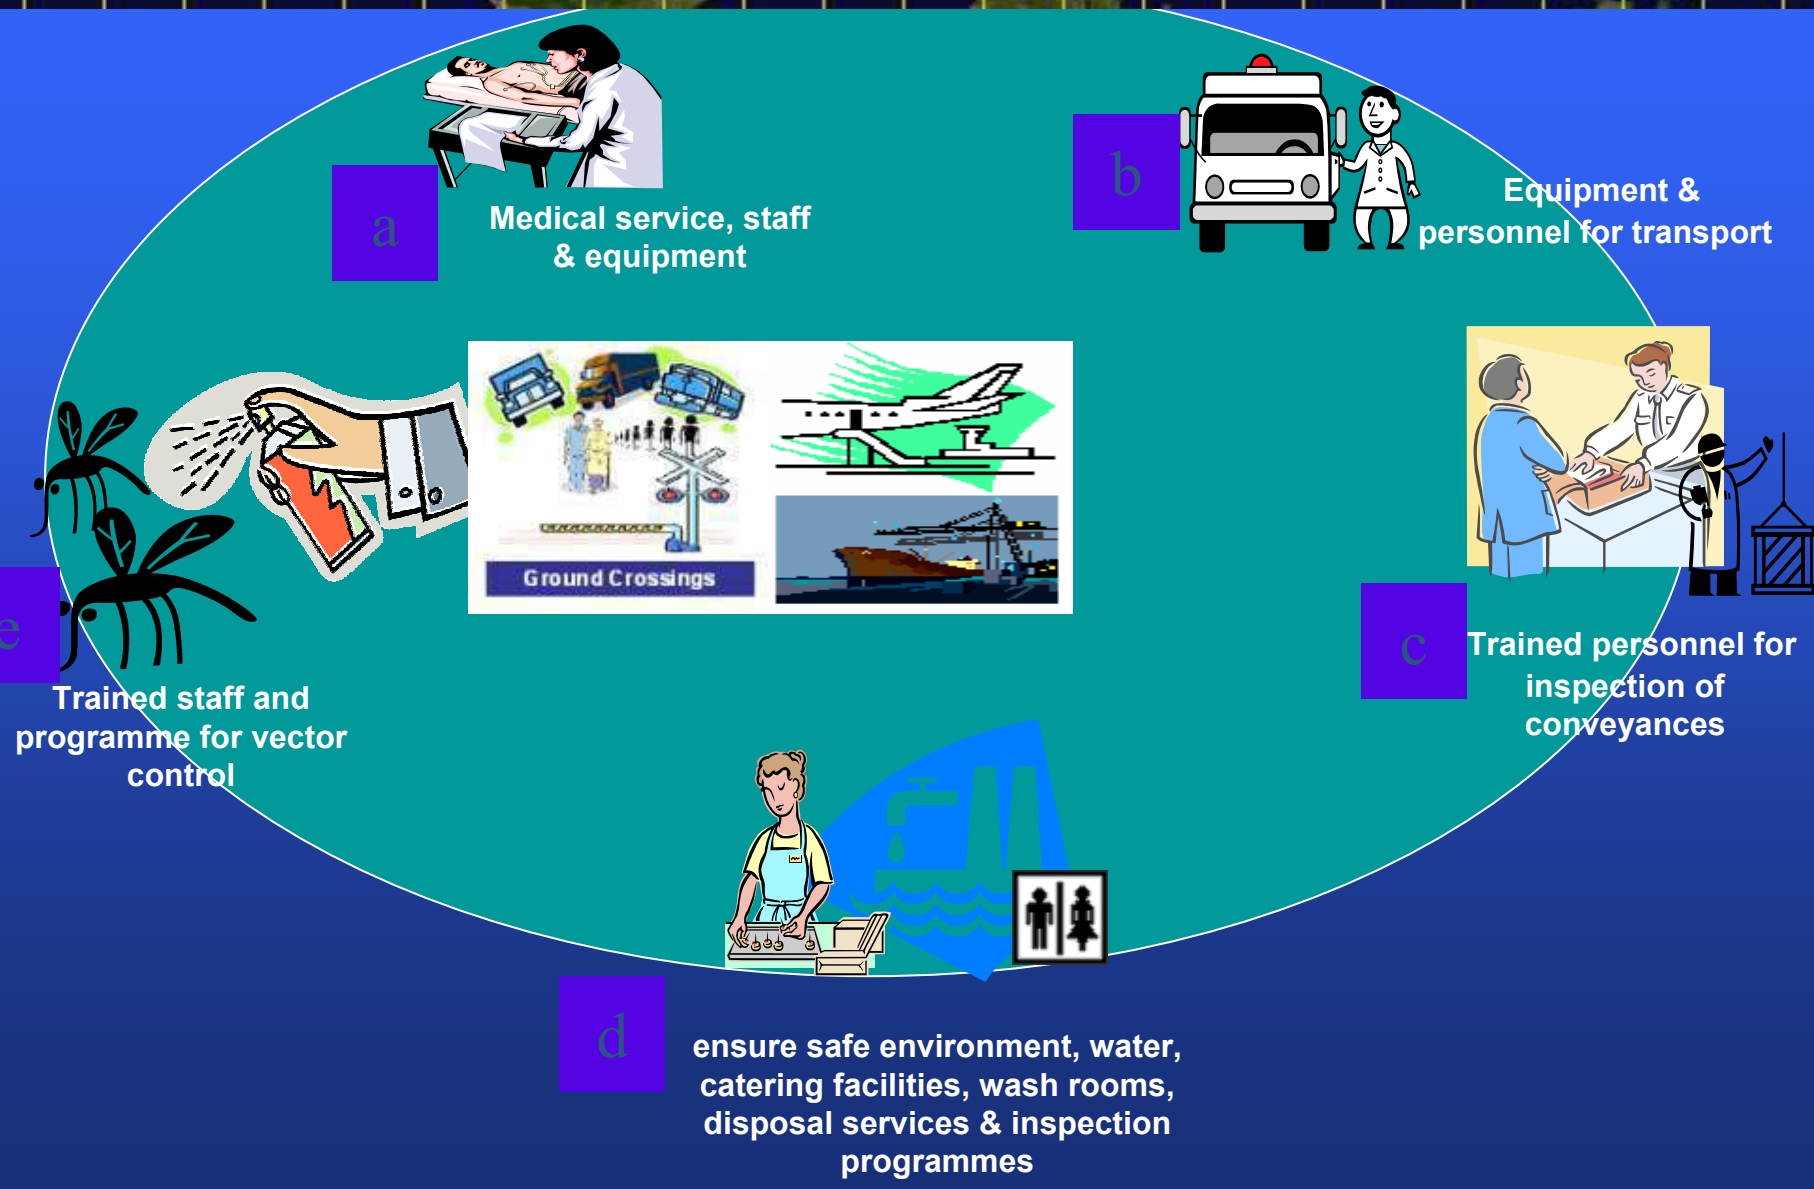 a
Medical service, staff
& equipment
b
Equipment &
personnel for transport
Ground Crossings
c
Trained personnel for
inspection of
conveyances
e
Trained staff and
programme for vector
control
d
ensure safe environment, water,
catering facilities, wash rooms,
disposal services & inspection
programmes